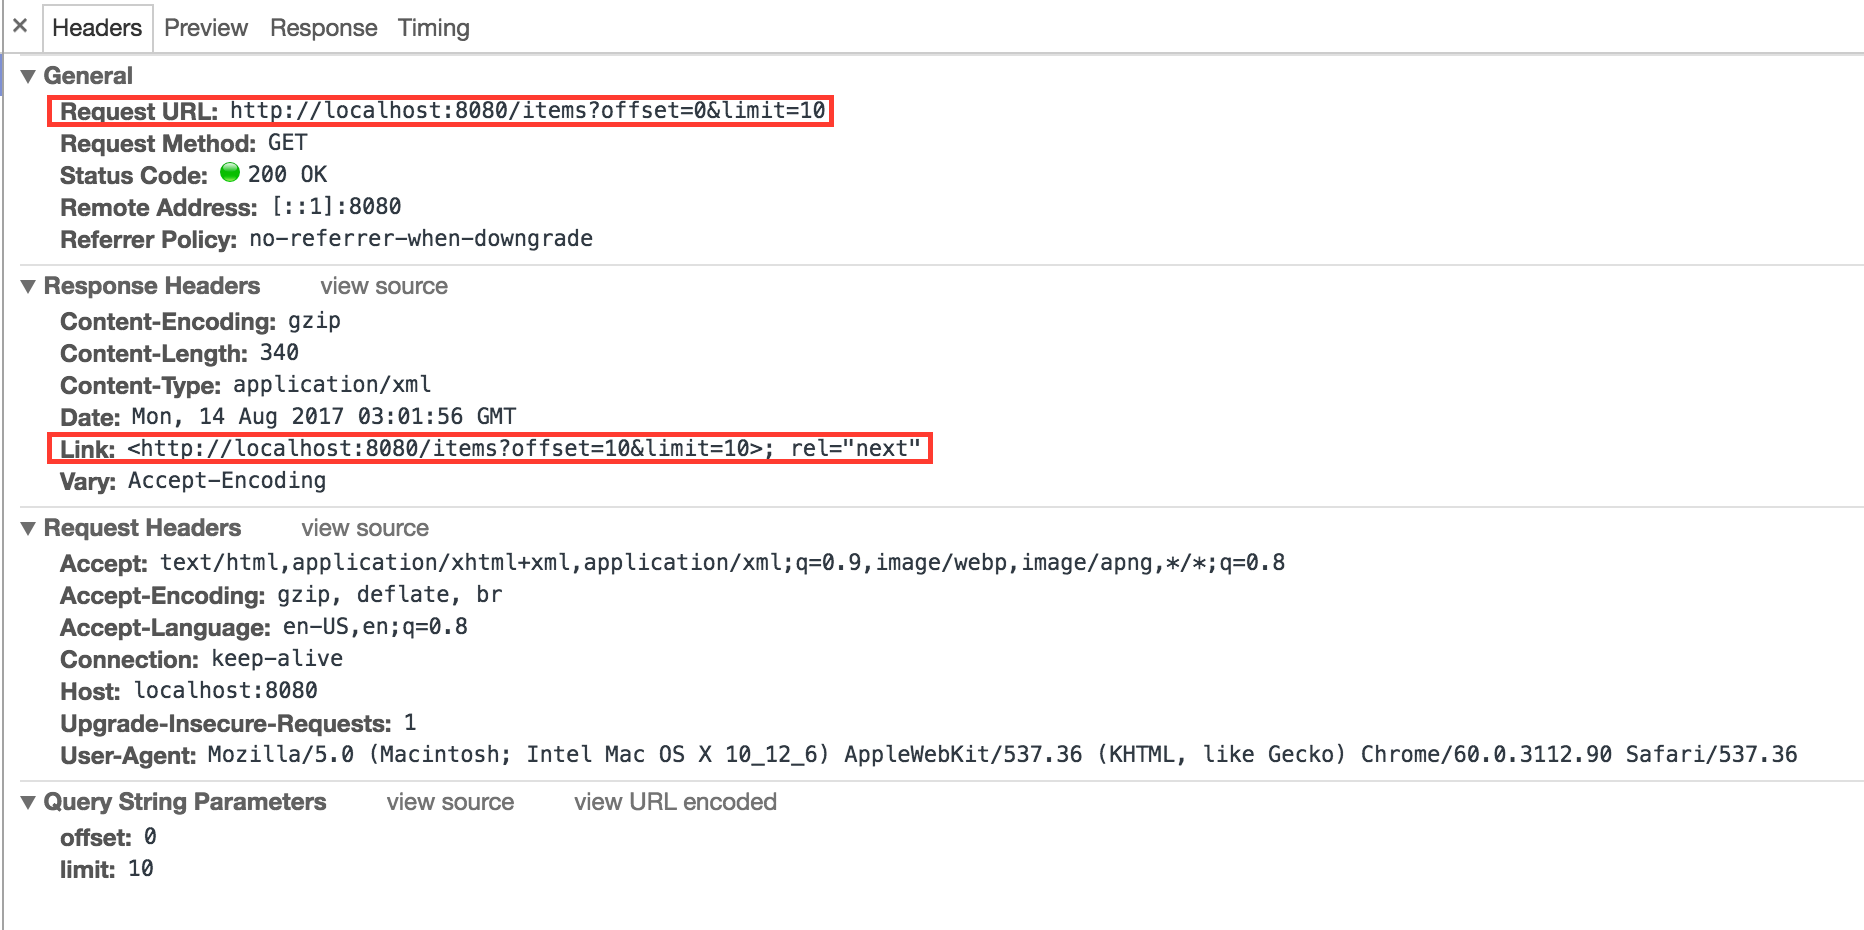 × Headers Preview Response Timing
▼ General
Request URL: http://localhost:8080/items?offset=0&limit=10
Request Method: GET
Status Code: 200 OK
Remote Address: [::1]:8080
Referrer Policy: no-referrer-when-downgrade
▼ Response Headers view source
Content-Encoding: gzip
Content-Length: 340
Content-Type: application/xml
Date: Mon, 14 Aug 2017 03:01:56 GMT
Link: <http://localhost:8080/items?offset=10&limit=10>; rel="next"
Vary: Accept-Encoding
▼ Request Headers view source
Accept: text/html,application/xhtml+xml,application/xml;q=0.9,image/webp,image/apng,*/*;q=0.8
Accept-Encoding: gzip, deflate, br
Accept-Language: en-US,en;q=0.8
Connection: keep-alive
Host: localhost:8080
Upgrade-Insecure-Requests: 1
User-Agent: Mozilla/5.0 (Macintosh; Intel Mac OS X 10_12_6) AppleWebKit/537.36 (KHTML, like Gecko) Chrome/60.0.3112.90 Safari/537.36
▼ Query String Parameters view source view URL encoded
offset: 0
limit: 10